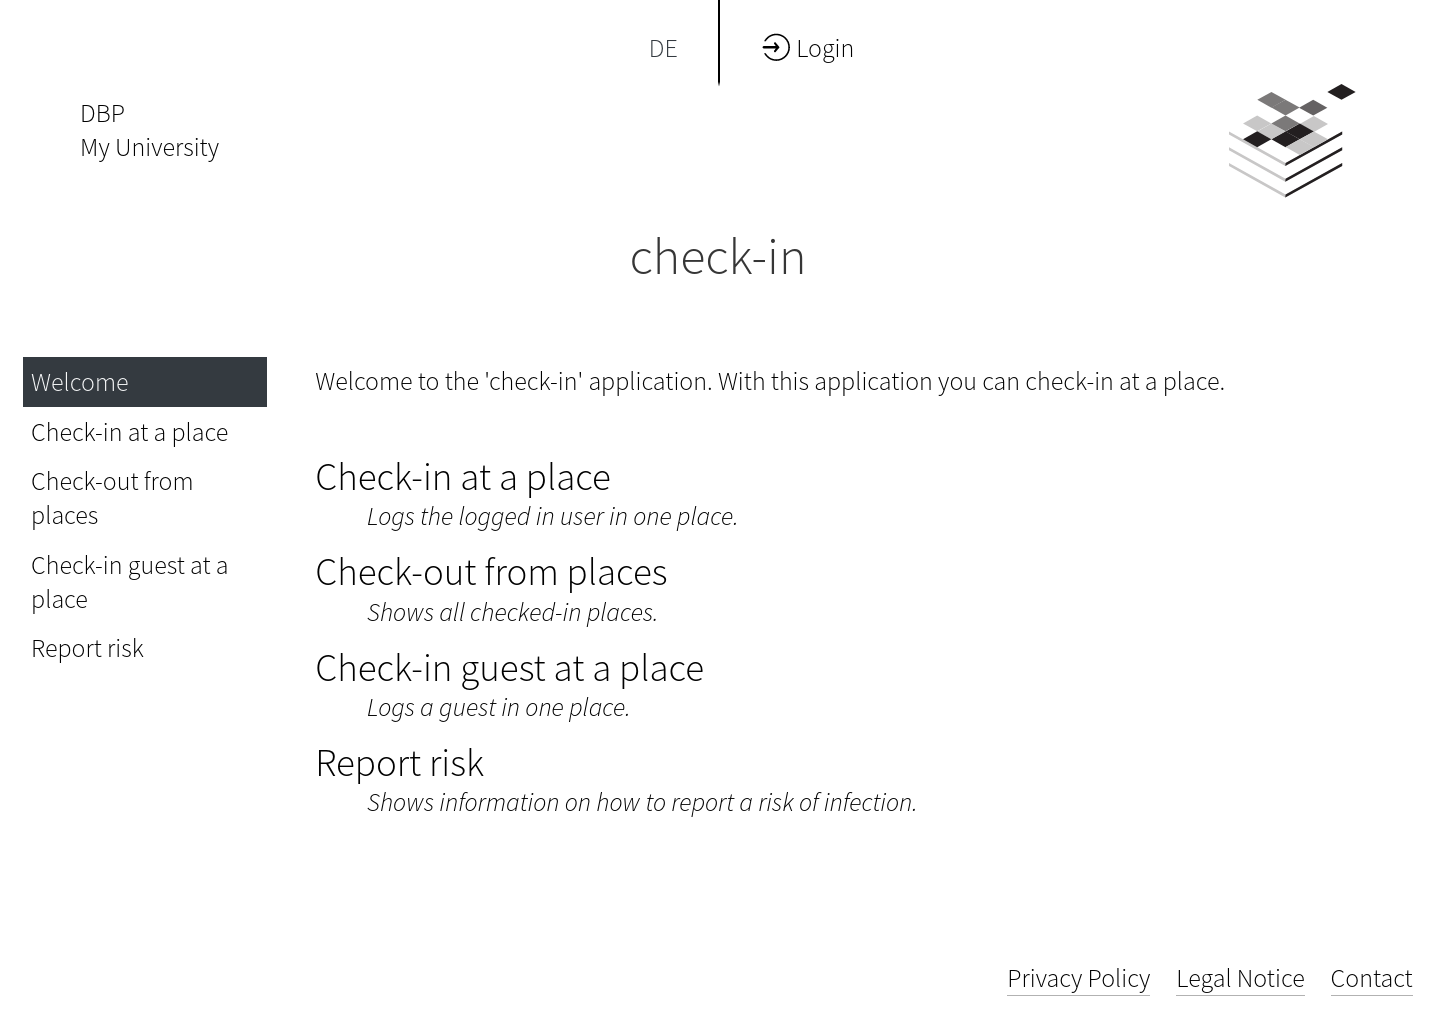 DE
Login
DBP
My University
check-in
Welcome
Check-in at a place
Check-out from
places
Check-in guest at a
place
Report risk
Welcome to the 'check-in' application. With this application you can check-in at a place.
Check-in at a place
Logs the logged in user in one place.
Check-out from places
Shows all checked-in places.
Check-in guest at a place
Logs a guest in one place.
Report risk
Shows information on how to report a risk of infection.
Privacy Policy
Legal Notice
Contact